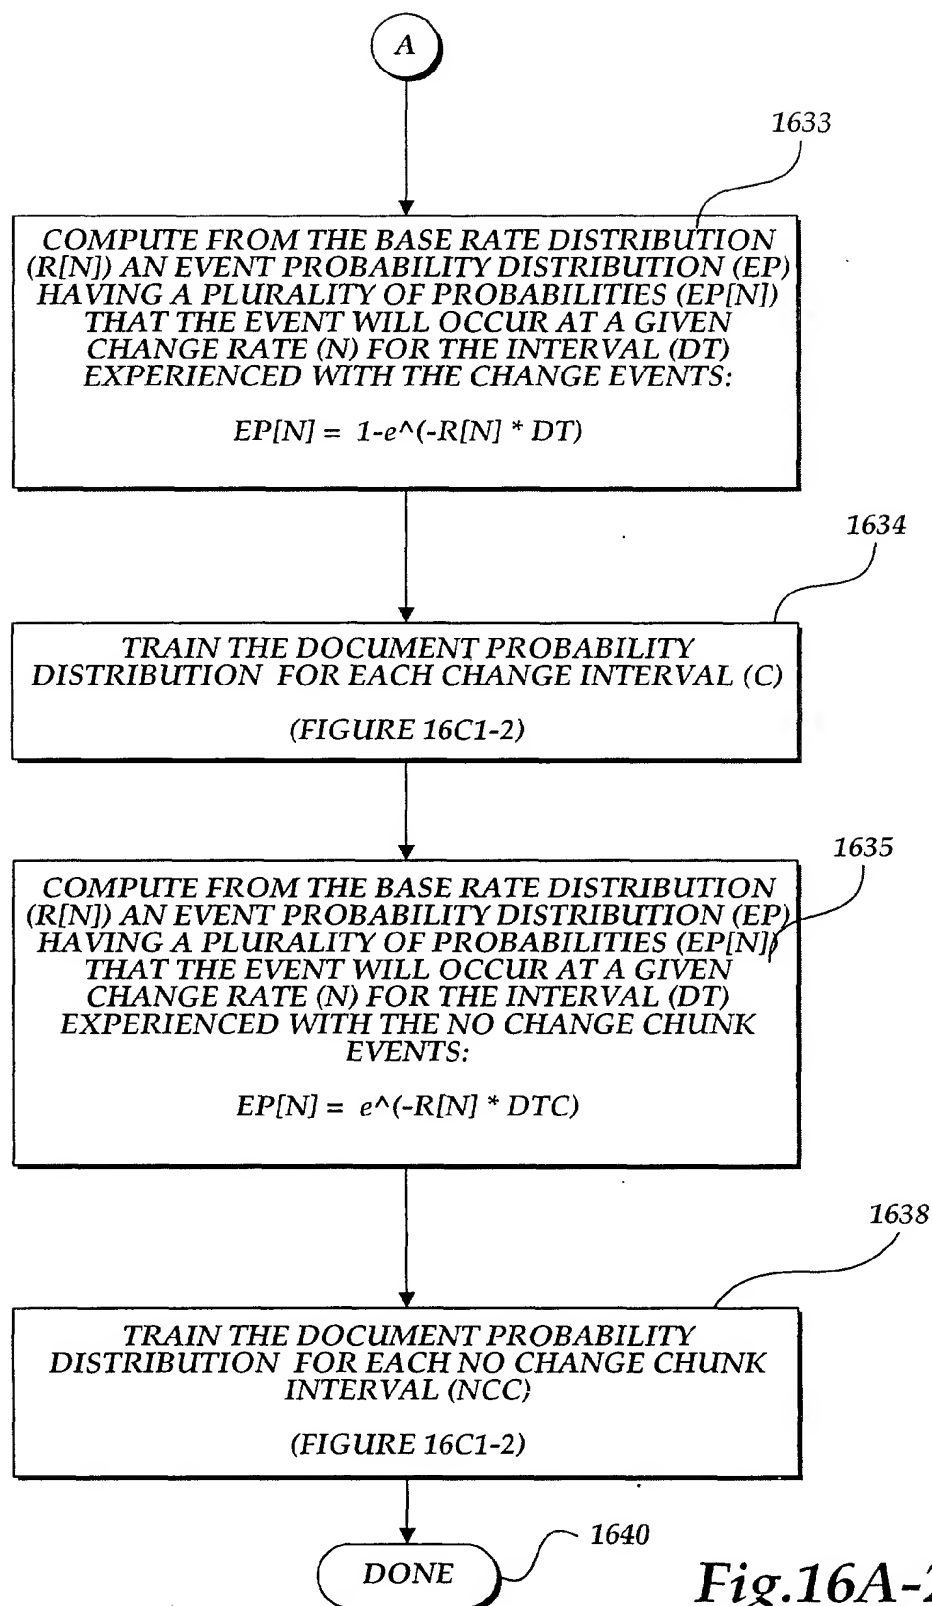 A
1633
COMPUTE FROM THE BASE RATE DISTRIBUTION
(R[N]) AN EVENT PROBABILITY DISTRIBUTION (EP)
HAVING A PLURALITY OF PROBABILITIES (EP[N])
THAT THE EVENT WILL OCCUR AT A GIVEN
CHANGE RATE (N) FOR THE INTERVAL (DT)
EXPERIENCED WITH THE CHANGE EVENTS:
EP[N] = 1-e^(-R[N] * DT)
1634
TRAIN THE DOCUMENT PROBABILITY
DISTRIBUTION FOR EACH CHANGE INTERVAL (C)
(FIGURE 16C1-2)
1635
COMPUTE FROM THE BASE RATE DISTRIBUTION
(R[N]) AN EVENT PROBABILITY DISTRIBUTION (EP)
HAVING A PLURALITY OF PROBABILITIES (EP[N])
THAT THE EVENT WILL OCCUR AT A GIVEN
CHANGE RATE (N) FOR THE INTERVAL (DT)
EXPERIENCED WITH THE NO CHANGE CHUNK
EVENTS:
EP[N] = e^(-R[N] * DTC)
1638
TRAIN THE DOCUMENT PROBABILITY
DISTRIBUTION FOR EACH NO CHANGE CHUNK
INTERVAL (NCC)
(FIGURE 16C1-2)
1640
DONE
Fig.16A-2